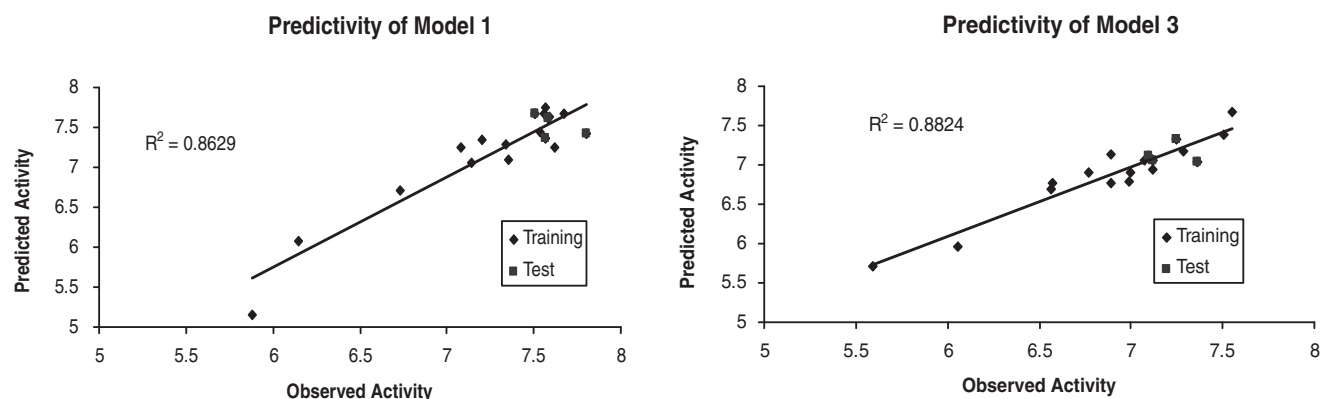 Predictivity of Model 1
8
7.5
7
6.5
6
5.5
5
R² = 0.8629
Predicted Activity
Training
Test
5 5.5 6 6.5 7 7.5 8
Observed Activity
Predictivity of Model 3
8
7.5
7
6.5
6
5.5
5
R² = 0.8824
Predicted Activity
Training
Test
5 5.5 6 6.5 7 7.5 8
Observed Activity